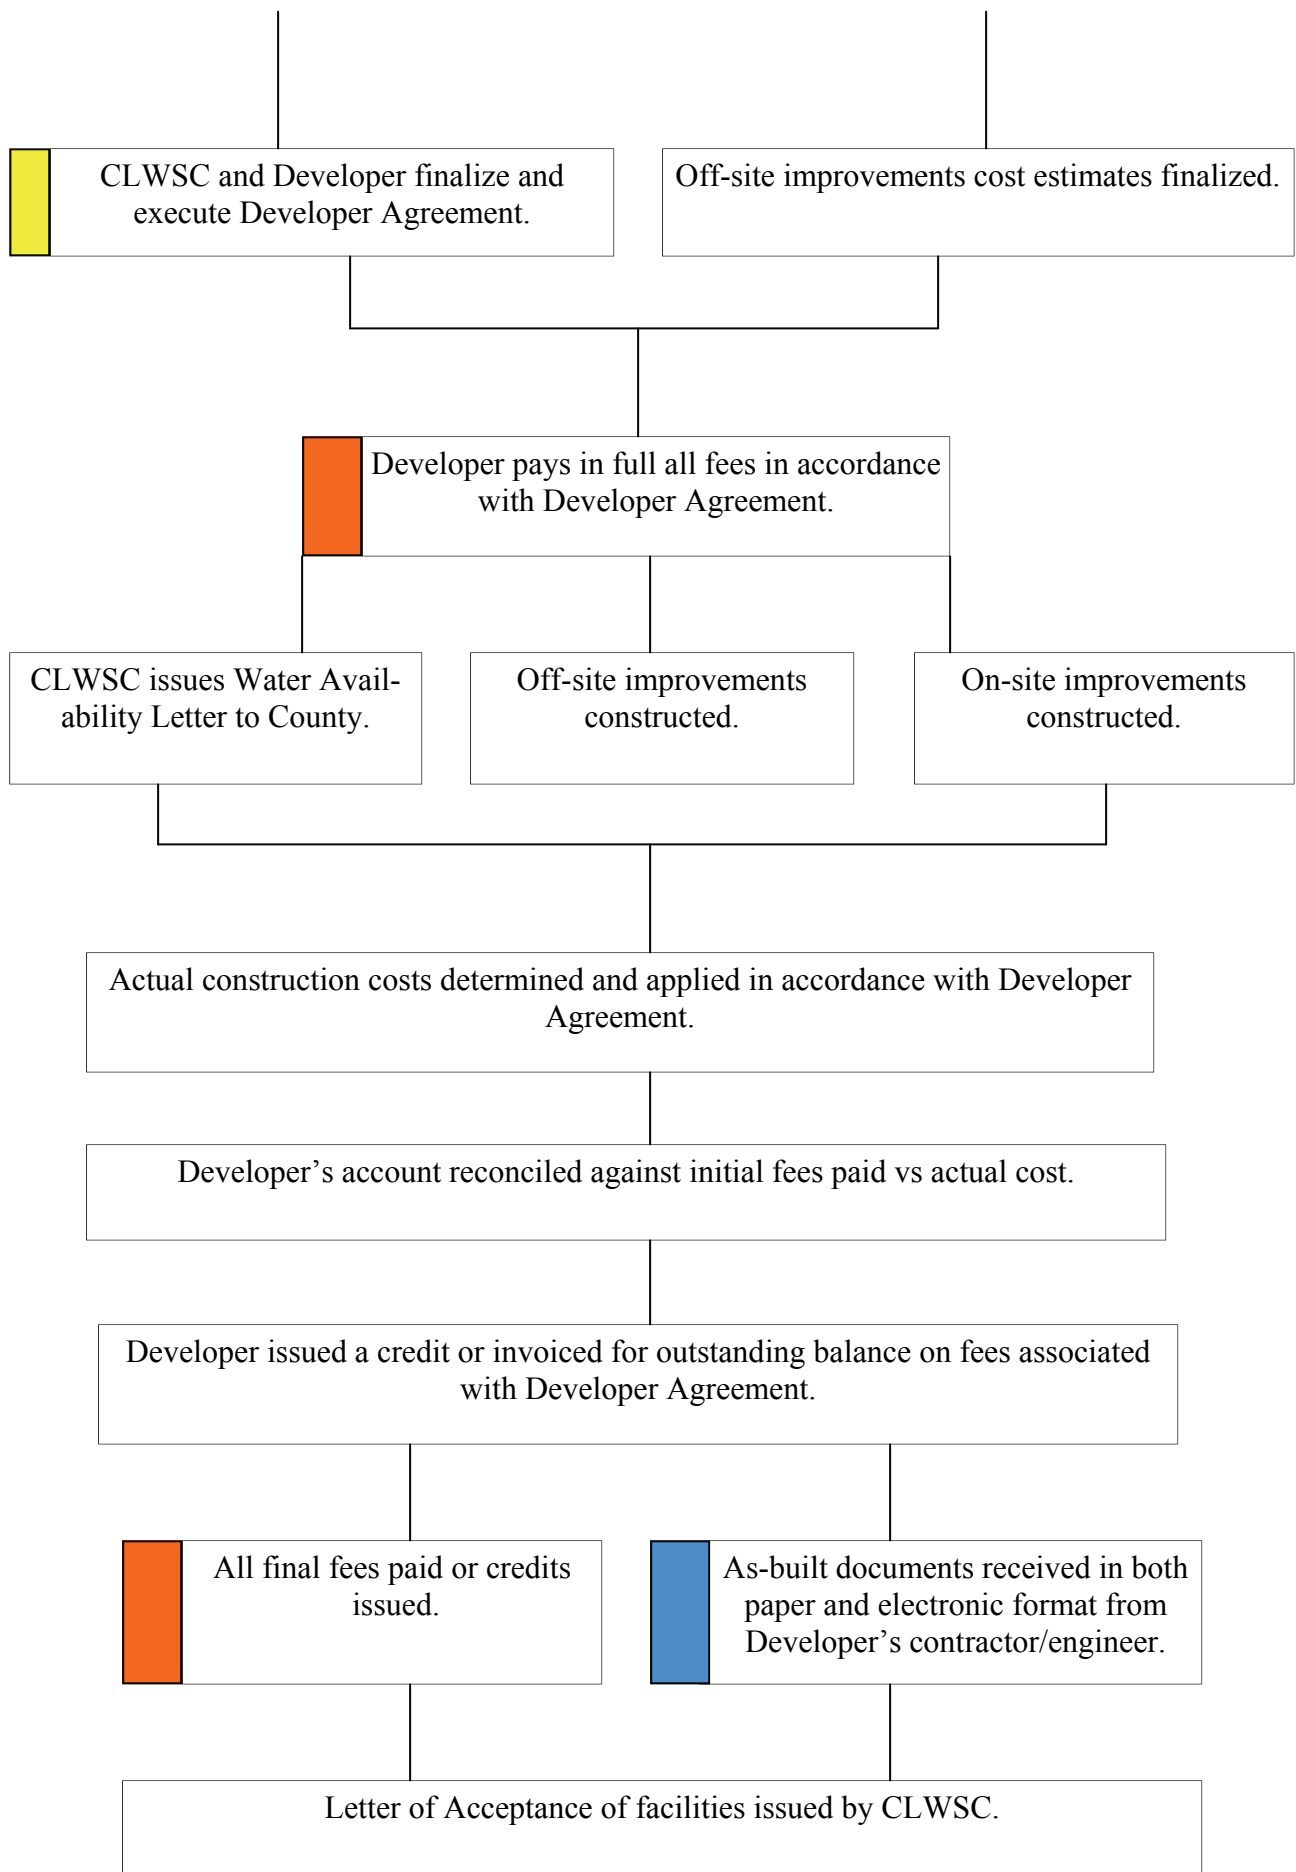 CLWSC and Developer finalize and
execute Developer Agreement.
Off-site improvements cost estimates finalized.
Developer pays in full all fees in accordance
with Developer Agreement.
CLWSC issues Water Avail-
ability Letter to County.
Off-site improvements
constructed.
On-site improvements
constructed.
Actual construction costs determined and applied in accordance with Developer
Agreement.
Developer’s account reconciled against initial fees paid vs actual cost.
Developer issued a credit or invoiced for outstanding balance on fees associated
with Developer Agreement.
All final fees paid or credits
issued.
As-built documents received in both
paper and electronic format from
Developer’s contractor/engineer.
Letter of Acceptance of facilities issued by CLWSC.